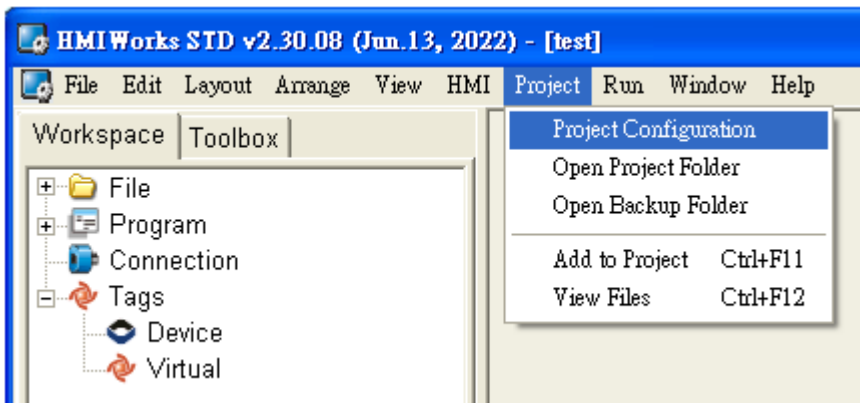 HMIWorks STD v2.30.08 (Jun.13, 2022) - [test]
File Edit Layout Arrange View HMI Project Run Window Help
Workspace Toolbox
Project Configuration
Open Project Folder
Open Backup Folder
Add to Project Ctrl+F11
View Files Ctrl+F12
File
Program
Connection
Tags
Device
Virtual